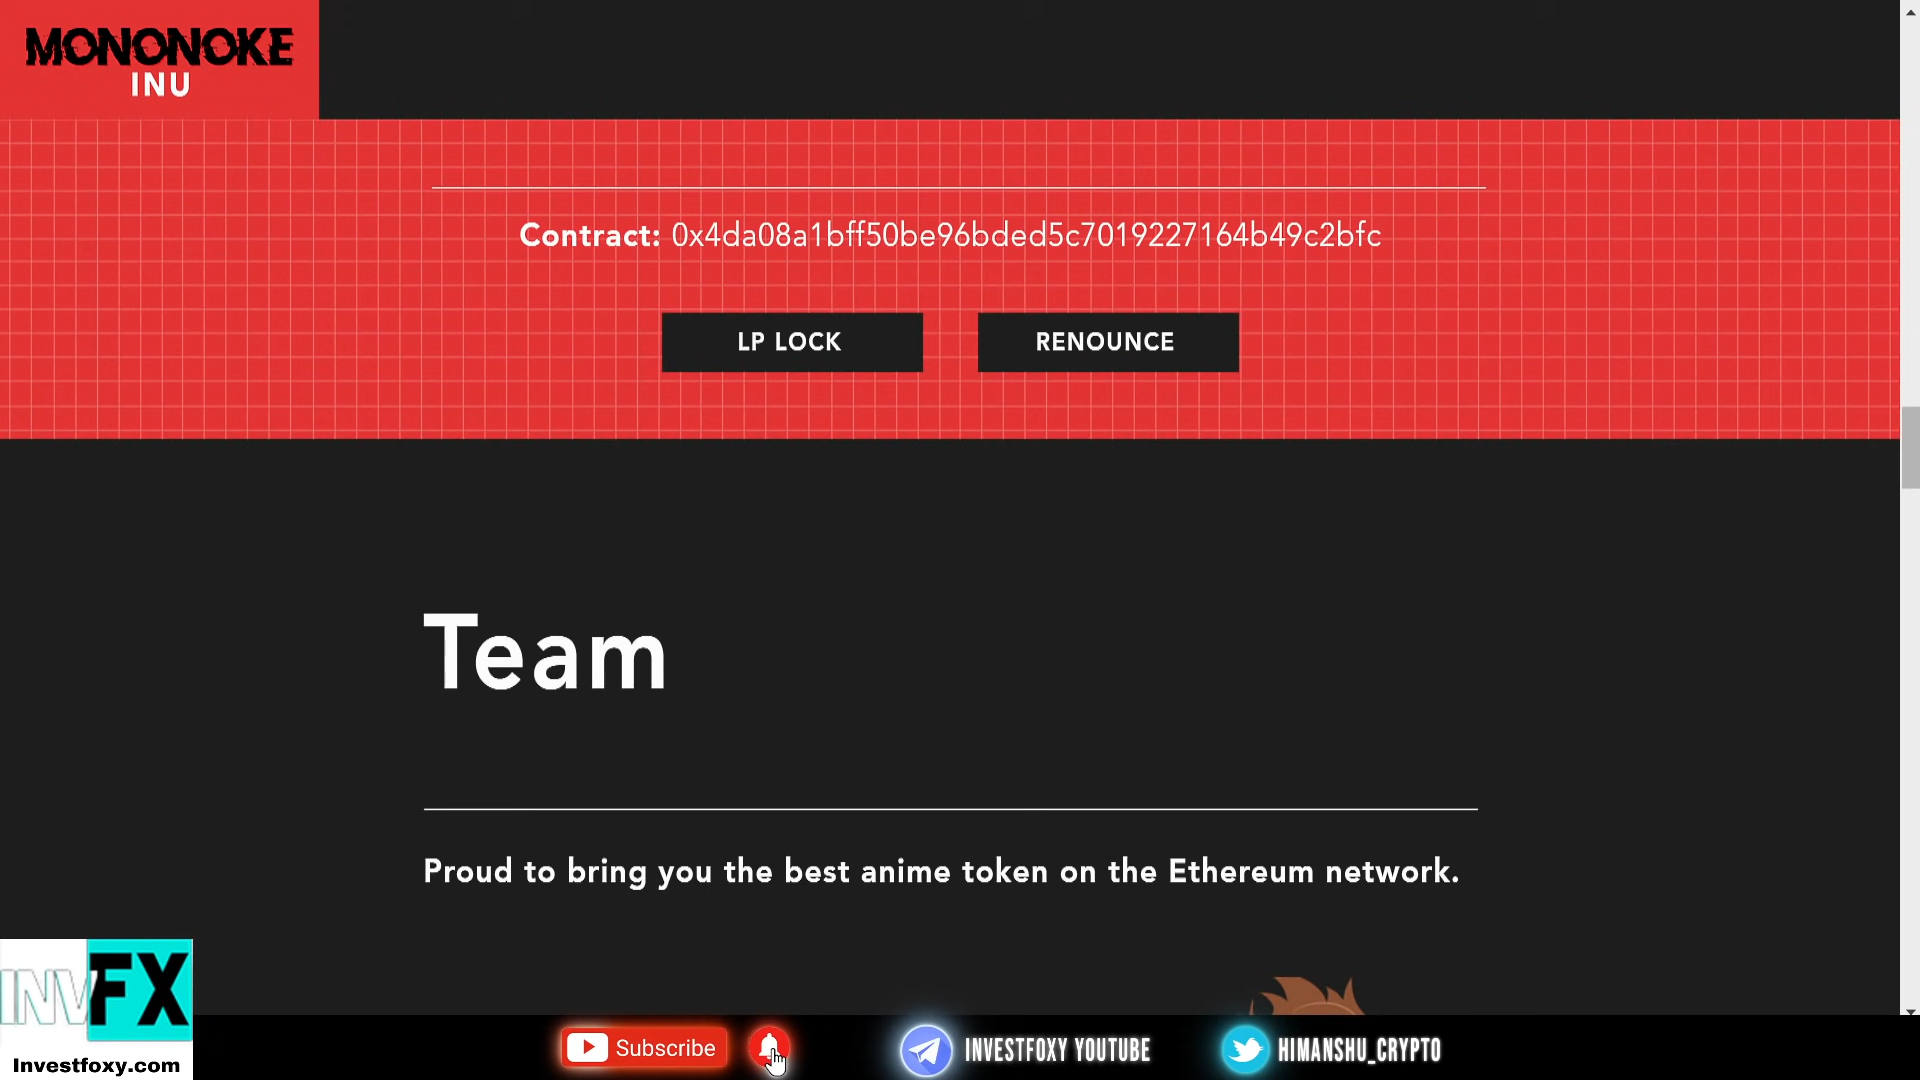 MONONOKE
INU
Contract: 0x4da08a1bff50be96bded5c7019227164b49c2bfc
LP LOCK
RENOUNCE
Team
Proud to bring you the best anime token on the Ethereum network.
INVFX
Investfoxy.com
Subscribe
INVESTFOXY YOUTUBE
HIMANSHU_CRYPTO